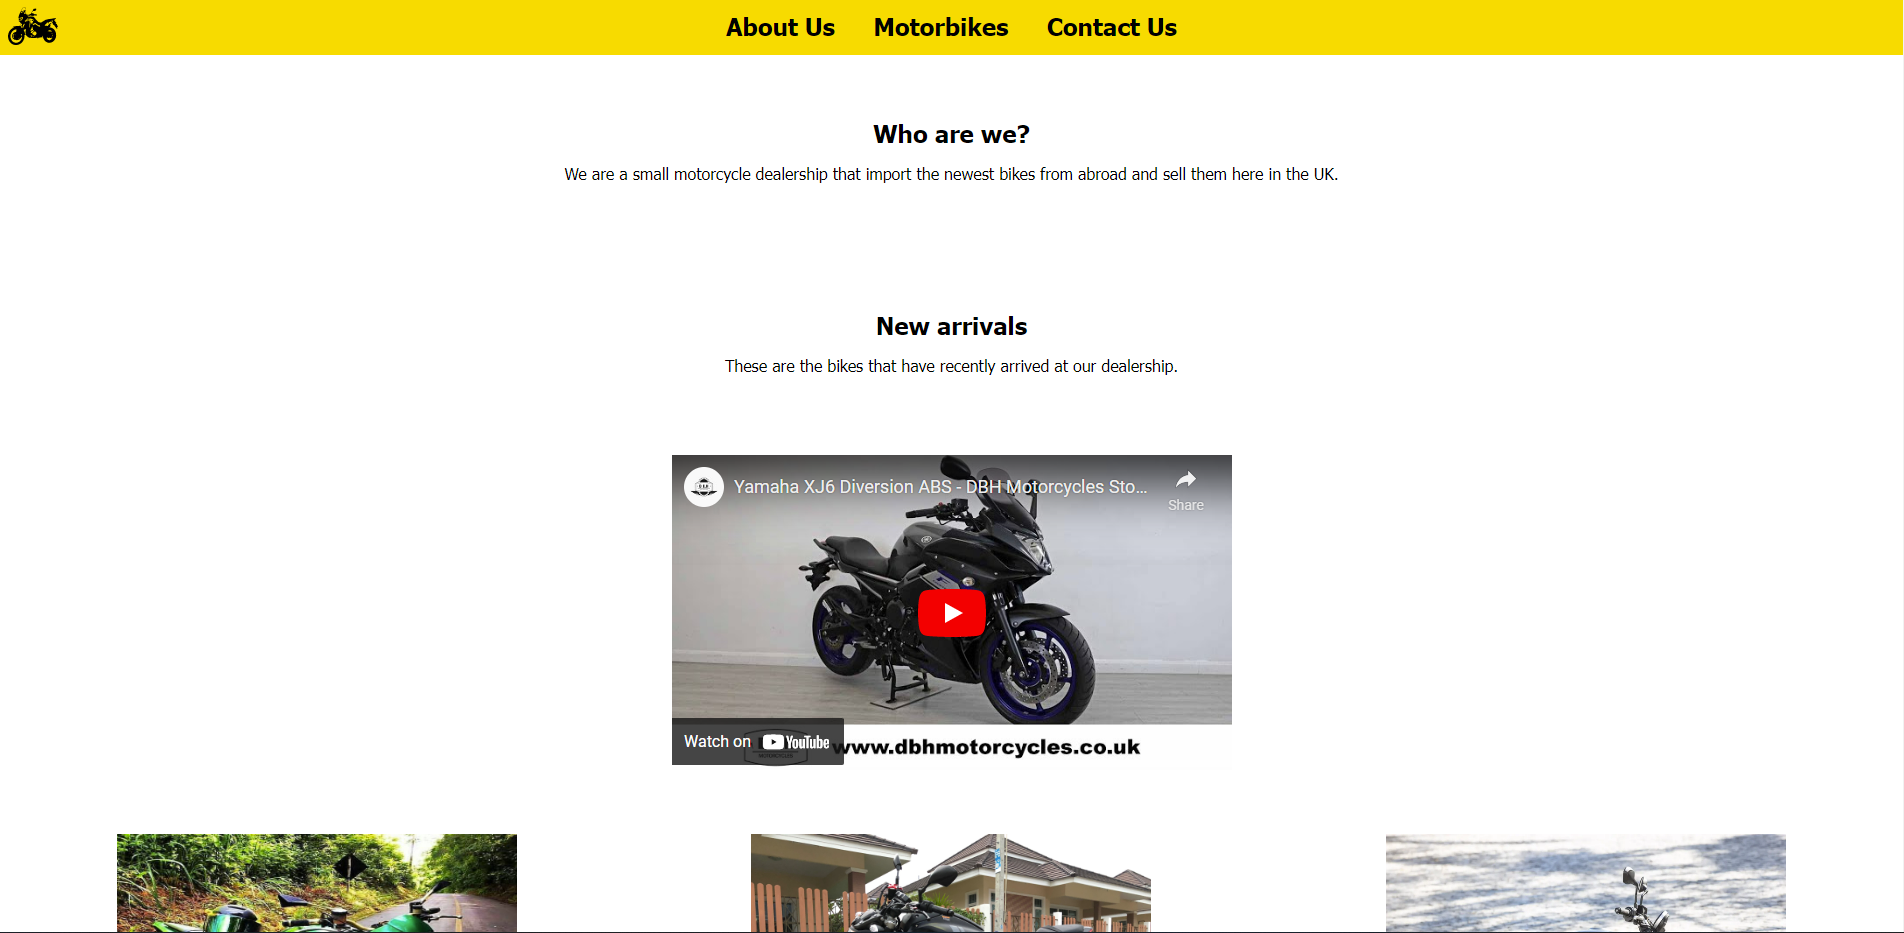 About Us Motorbikes Contact Us
Who are we?
We are a small motorcycle dealership that import the newest bikes from abroad and sell them here in the UK.
New arrivals
These are the bikes that have recently arrived at our dealership.
Yamaha XJ6 Diversion ABS - DBH Motorcycles Sto...
Share
Watch on YouTube
www.dbhmotorcycles.co.uk